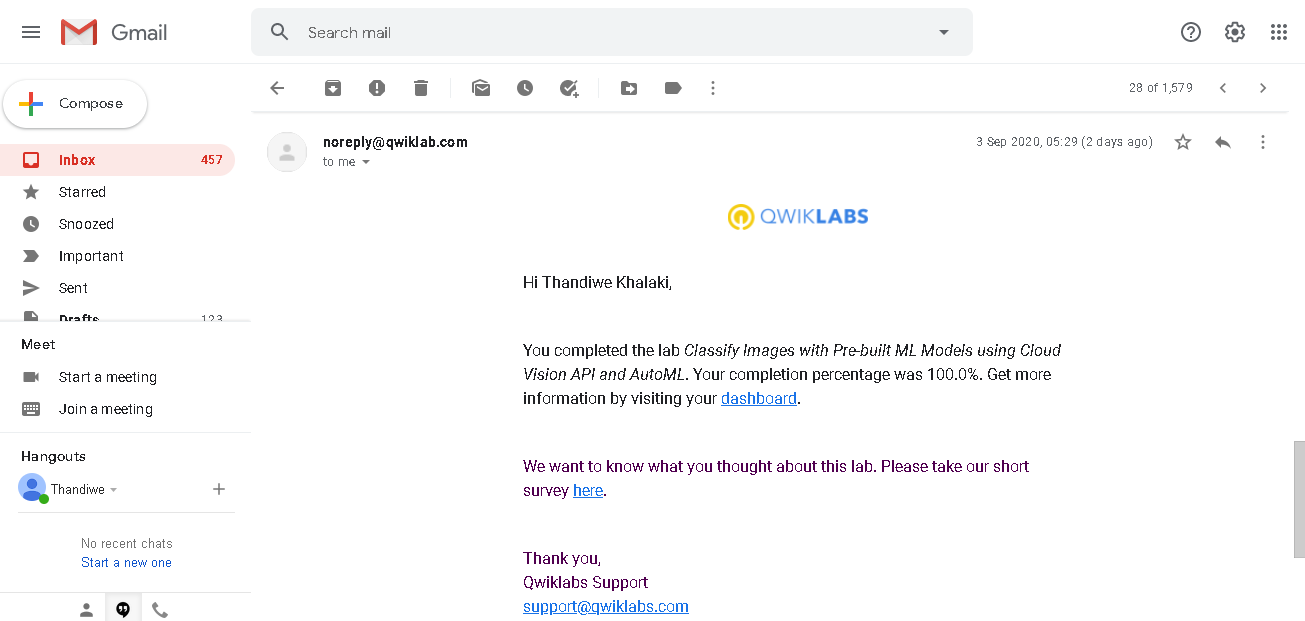 Gmail
Search mail
Compose
28 of 1,579
Inbox 457
Starred
Snoozed
Important
Sent
Drafts 123
Meet
Start a meeting
Join a meeting
Hangouts
Thandiwe
No recent chats
Start a new one
noreply@qwiklab.com
3 Sep 2020, 05:29 (2 days ago)
to me
QWIKLABS
Hi Thandiwe Khalaki,
You completed the lab Classify Images with Pre-built ML Models using Cloud
Vision API and AutoML. Your completion percentage was 100.0%. Get more
information by visiting your dashboard.
We want to know what you thought about this lab. Please take our short
survey here.
Thank you,
Qwiklabs Support
support@qwiklabs.com